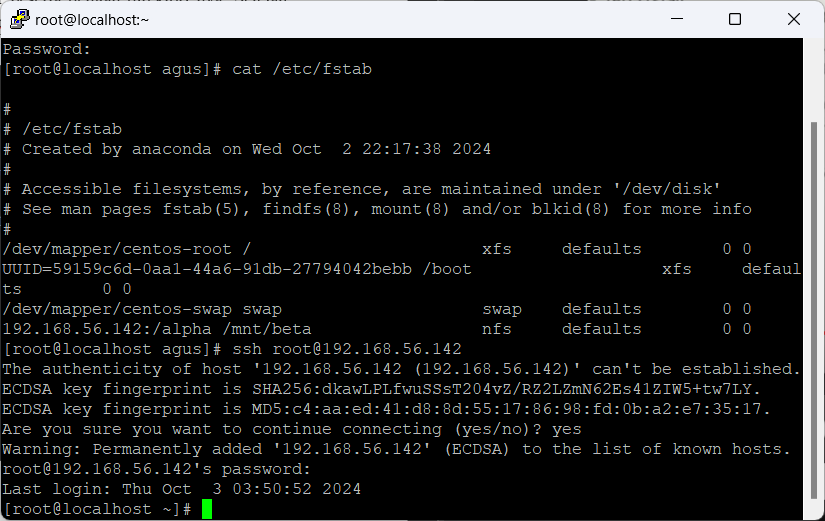 root@localhost:~
Password:
[root@localhost agus]# cat /etc/fstab
#
# /etc/fstab
# Created by anaconda on Wed Oct  2 22:17:38 2024
#
# Accessible filesystems, by reference, are maintained under '/dev/disk'
# See man pages fstab(5), findfs(8), mount(8) and/or blkid(8) for more info
#
/dev/mapper/centos-root /                       xfs     defaults        0 0
UUID=59159c6d-0aa1-44a6-91db-27794042bebb /boot                   xfs     defaul
ts        0 0
/dev/mapper/centos-swap swap                    swap    defaults        0 0
192.168.56.142:/alpha /mnt/beta                 nfs     defaults        0 0
[root@localhost agus]# ssh root@192.168.56.142
The authenticity of host '192.168.56.142 (192.168.56.142)' can't be established.
ECDSA key fingerprint is SHA256:dkawLPLfwuSSsT204vZ/RZ2LZmN62Es41ZIW5+tw7LY.
ECDSA key fingerprint is MD5:c4:aa:ed:41:d8:8d:55:17:86:98:fd:0b:a2:e7:35:17.
Are you sure you want to continue connecting (yes/no)? yes
Warning: Permanently added '192.168.56.142' (ECDSA) to the list of known hosts.
root@192.168.56.142's password:
Last login: Thu Oct  3 03:50:52 2024
[root@localhost ~]#